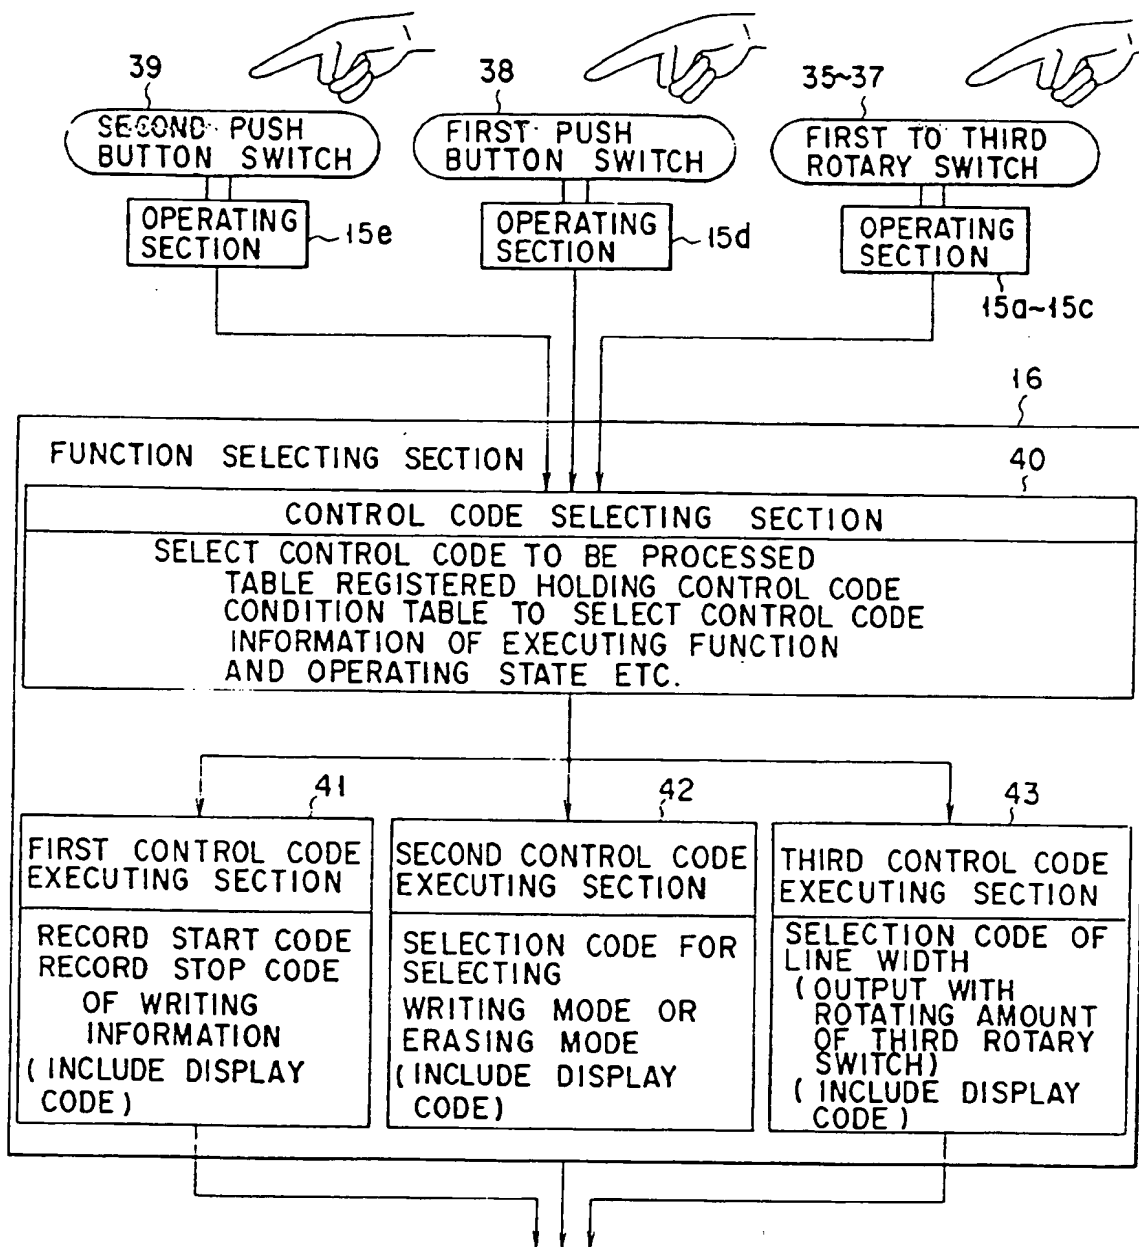 39
38
35~37
SECOND PUSH
BUTTON SWITCH
FIRST PUSH
BUTTON SWITCH
FIRST TO THIRD
ROTARY SWITCH
OPERATING
SECTION
15e
OPERATING
SECTION
15d
OPERATING
SECTION
15a~15c
16
FUNCTION SELECTING SECTION
40
CONTROL CODE SELECTING SECTION
SELECT CONTROL CODE TO BE PROCESSED
TABLE REGISTERED HOLDING CONTROL CODE
CONDITION TABLE TO SELECT CONTROL CODE
INFORMATION OF EXECUTING FUNCTION
AND OPERATING STATE ETC.
41
FIRST CONTROL CODE
EXECUTING SECTION
RECORD START CODE
RECORD STOP CODE
OF WRITING
INFORMATION
(INCLUDE DISPLAY
CODE)
42
SECOND CONTROL CODE
EXECUTING SECTION
SELECTION CODE FOR
SELECTING
WRITING MODE OR
ERASING MODE
(INCLUDE DISPLAY
CODE)
43
THIRD CONTROL CODE
EXECUTING SECTION
SELECTION CODE OF
LINE WIDTH
(OUTPUT WITH
ROTATING AMOUNT
OF THIRD ROTARY
SWITCH)
(INCLUDE DISPLAY
CODE)